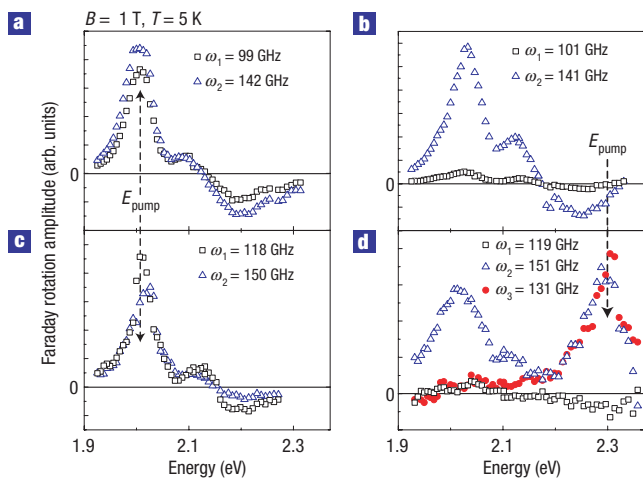 B = 1 T, T = 5 K
a
ω1 = 99 GHz
ω2 = 142 GHz
0
Epump
b
ω1 = 101 GHz
ω2 = 141 GHz
Epump
0
c
ω1 = 118 GHz
ω2 = 150 GHz
0
d
ω1 = 119 GHz
ω2 = 151 GHz
ω3 = 131 GHz
0
Faraday rotation amplitude (arb. units)
1.9 2.1 2.3
Energy (eV)
1.9 2.1 2.3
Energy (eV)